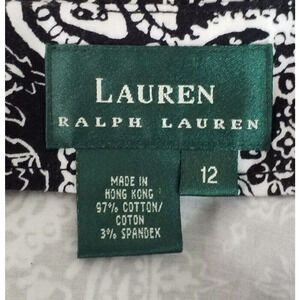 LAUREN
RALPH LAUREN
12
MADE IN
HONG KONG
97% COTTON/
COTON
3% SPANDEX